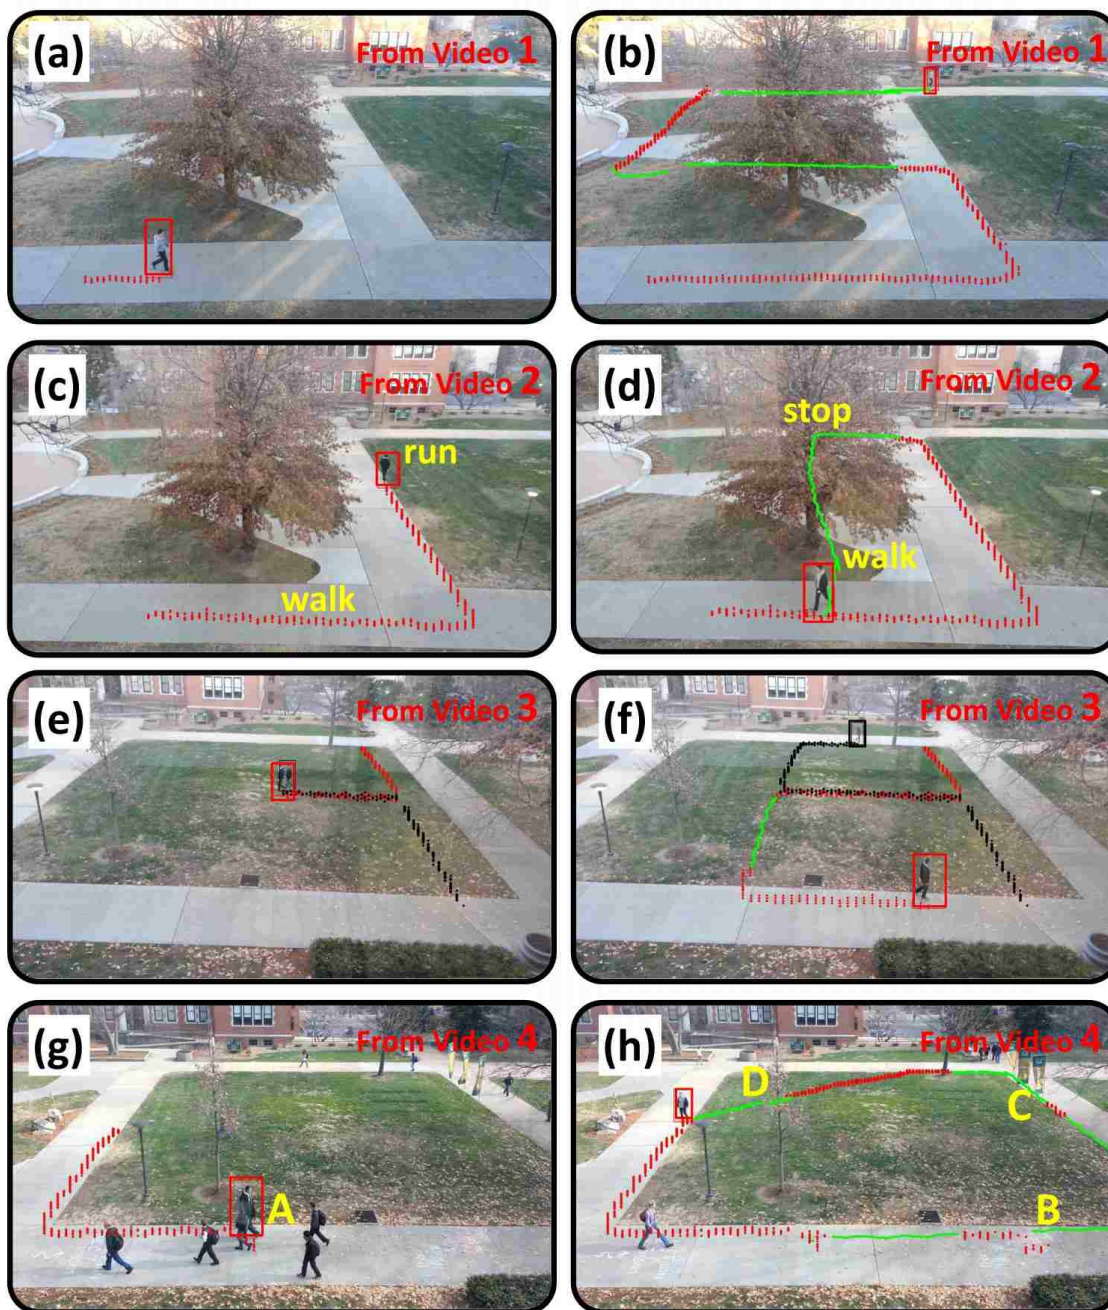 (a)
From Video 1
(b)
From Video 1
(c)
From Video 2
run
walk
(d)
From Video 2
stop
walk
(e)
From Video 3
(f)
From Video 3
(g)
From Video 4
A
(h)
From Video 4
D
C
B